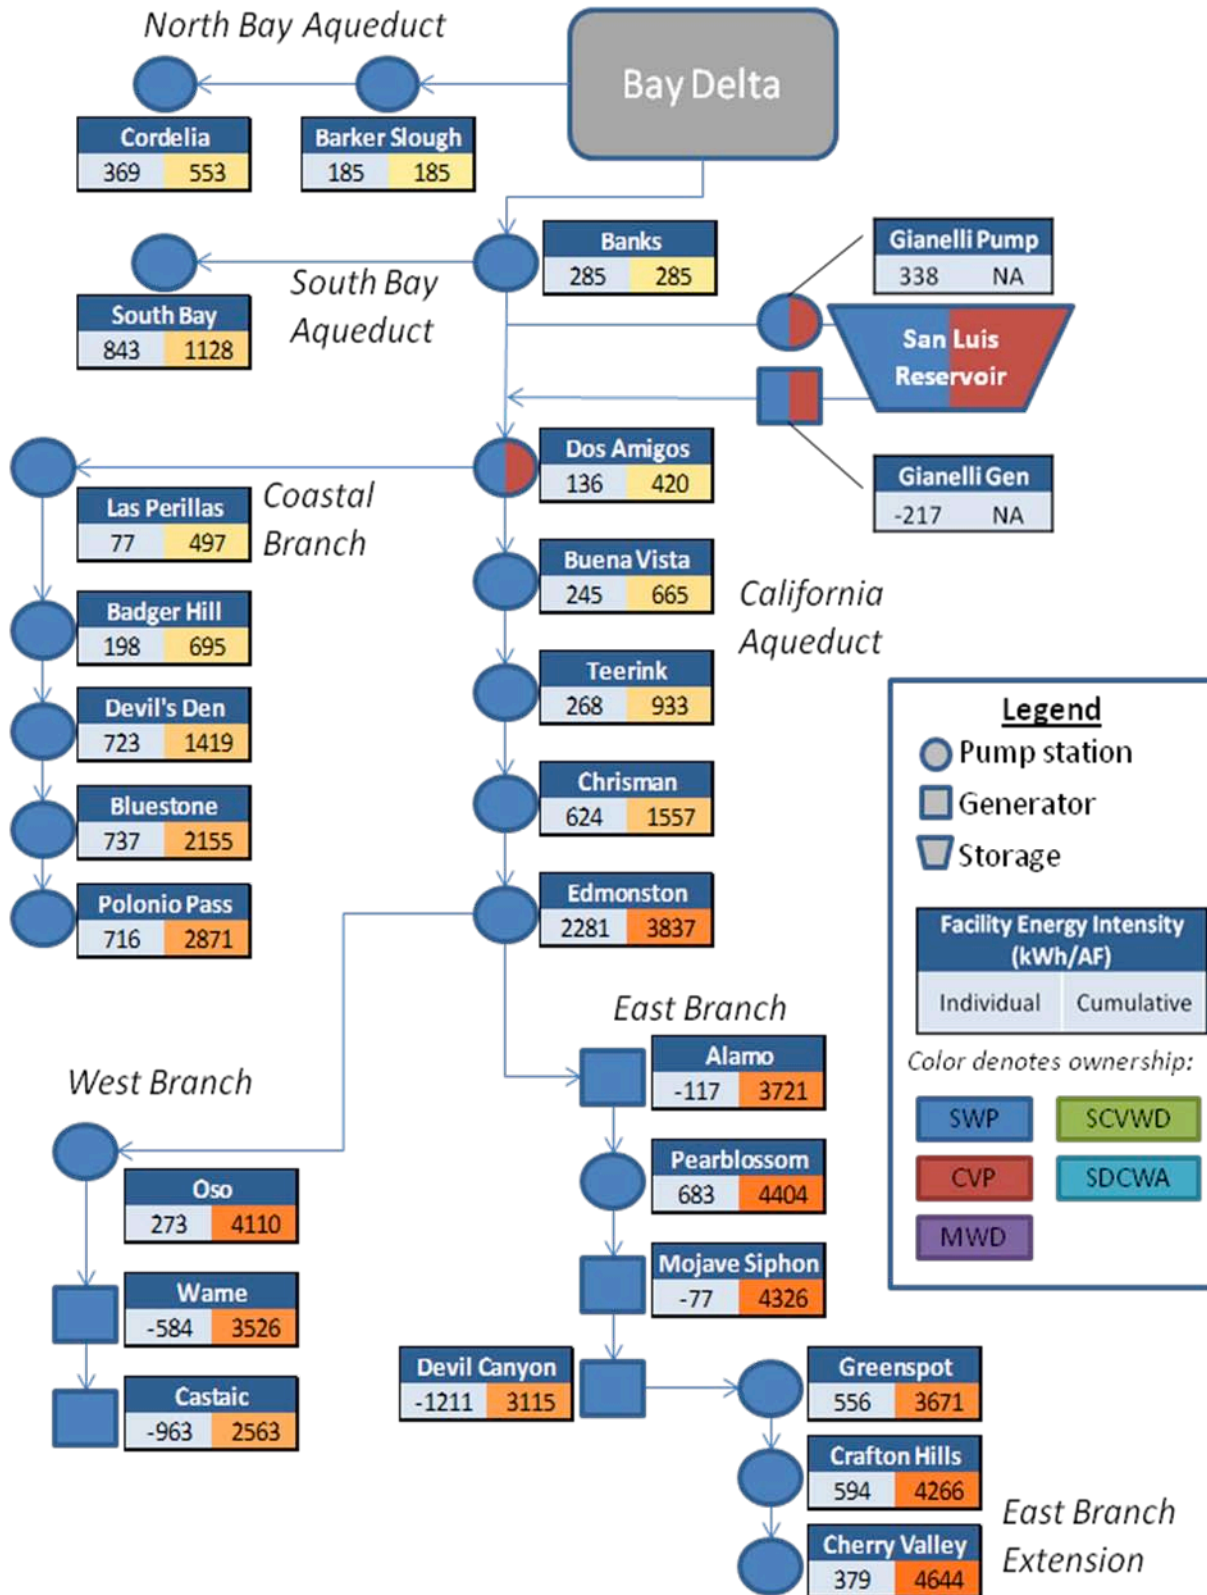 North Bay Aqueduct
Bay Delta
Cordelia
369 553
Barker Slough
185 185
Banks
285 285
South Bay
Aqueduct
South Bay
843 1128
Gianelli Pump
338 NA
San Luis
Reservoir
Gianelli Gen
-217 NA
Dos Amigos
136 420
Coastal
Branch
Las Perillas
77 497
Badger Hill
198 695
Devil's Den
723 1419
Bluestone
737 2155
Polonio Pass
716 2871
Buena Vista
245 665
California
Aqueduct
Teerink
268 933
Chrisman
624 1557
Edmonston
2281 3837
Legend
Pump station
Generator
Storage
Facility Energy Intensity
(kWh/AF)
Individual Cumulative
Color denotes ownership:
SWP SCVWD
CVP SDCWA
MWD
West Branch
Oso
273 4110
Warne
-584 3526
Castaic
-963 2563
East Branch
Alamo
-117 3721
Pearblossom
683 4404
Mojave Siphon
-77 4326
Devil Canyon
-1211 3115
Greenspot
556 3671
Crafton Hills
594 4266
Cherry Valley
379 4644
East Branch
Extension